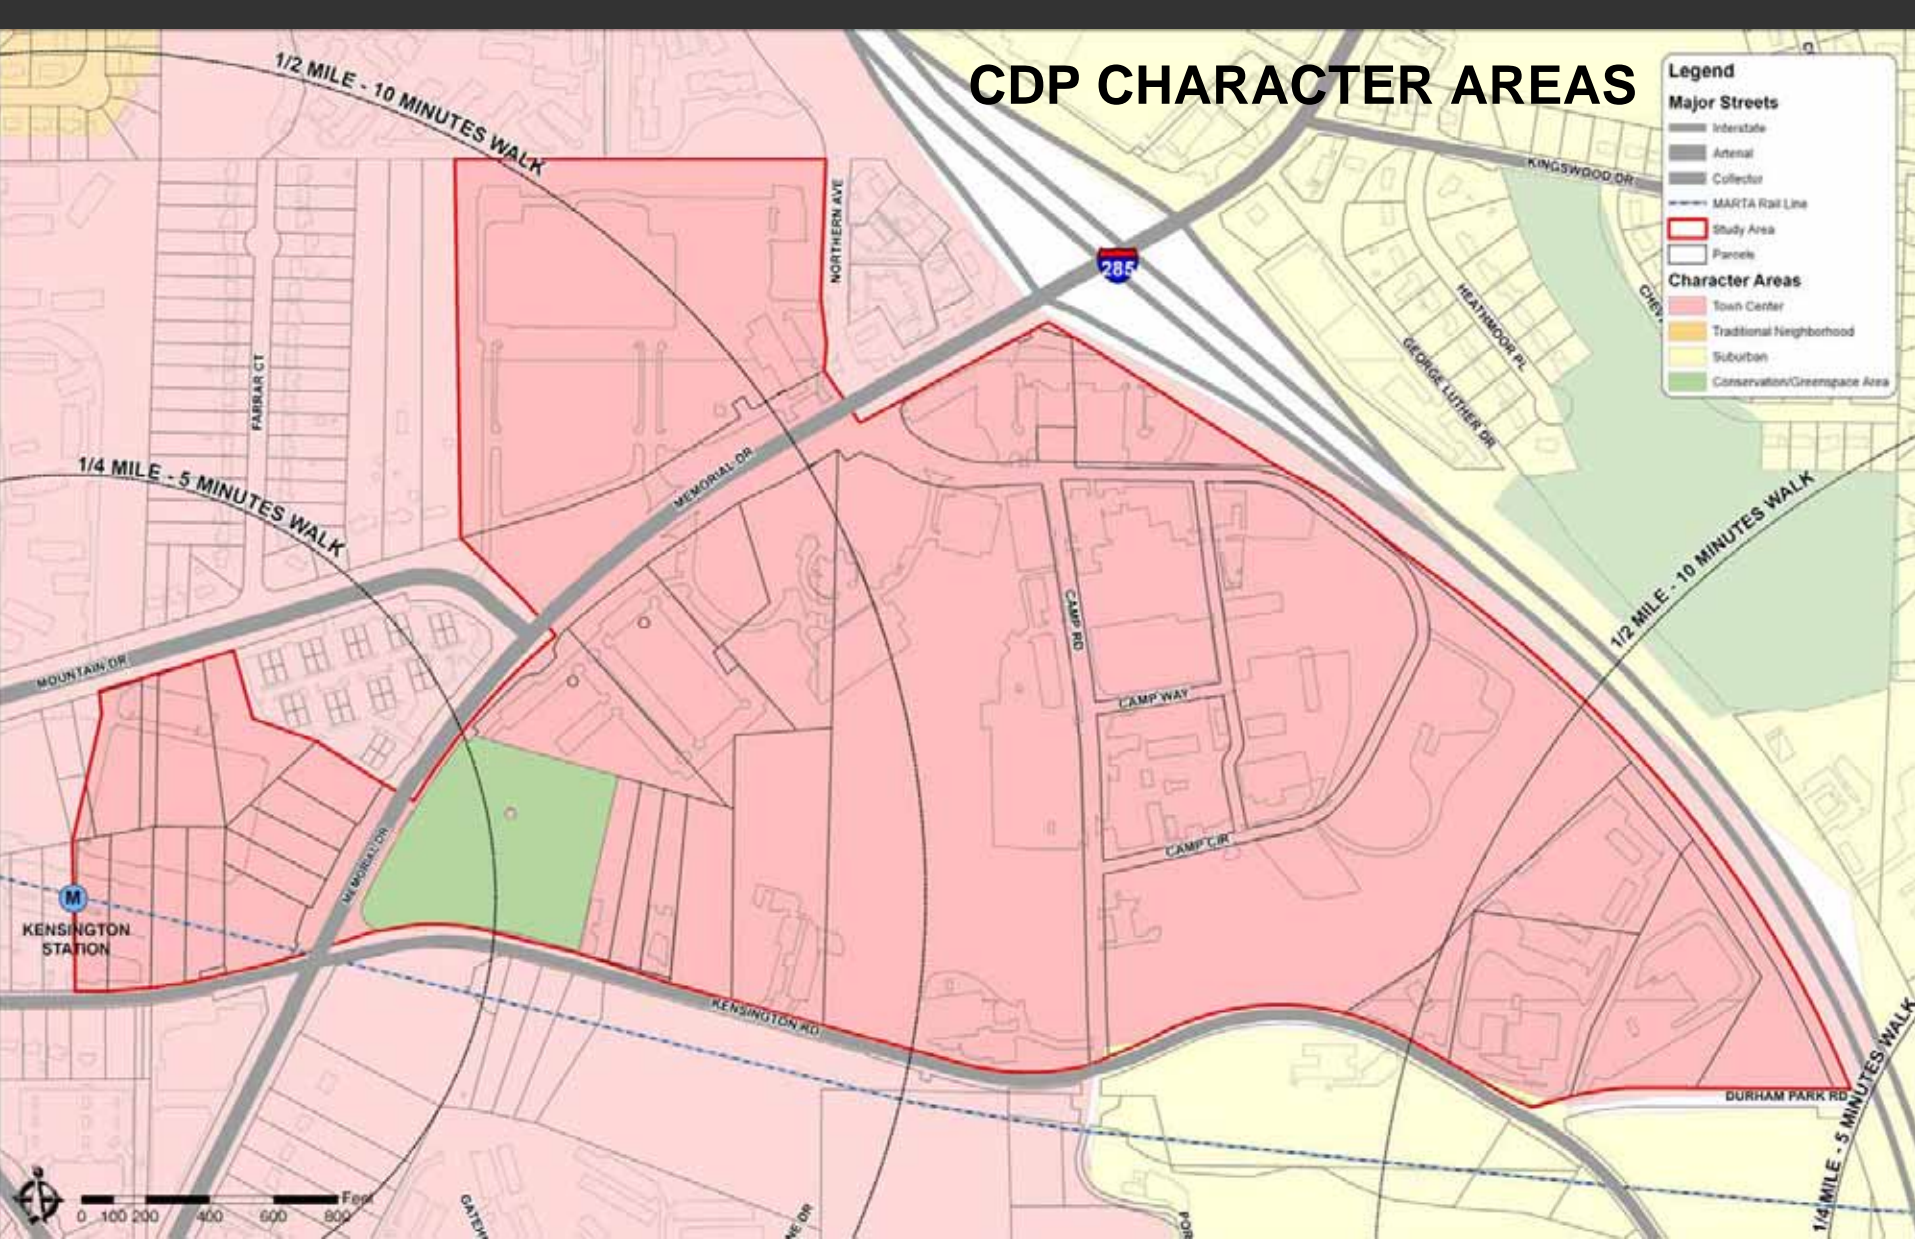 CDP CHARACTER AREAS
1/2 MILE - 10 MINUTES WALK
Legend
Major Streets
Interstate
Arterial
Collector
MARTA Rail Line
Study Area
Parcels
Character Areas
Town Center
Traditional Neighborhood
Suburban
Conservation/Greenspace Area
KINGSWOOD DR
NORTHERN AVE
285
HEATHMOOR PL
GEORGE LUTHER DR
FARRAR CT
1/4 MILE - 5 MINUTES WALK
MEMORIAL DR
1/2 MILE - 10 MINUTES WALK
CAMP RD
MOUNTAIN DR
CAMP WAY
CAMP CIR
MEMORIAL DR
M
KENSINGTON
STATION
KENSINGTON RD
DURHAM PARK RD
1/4 MILE - 5 MINUTES WALK
Feet
0 100 200 400 600 800
NE DR
POR